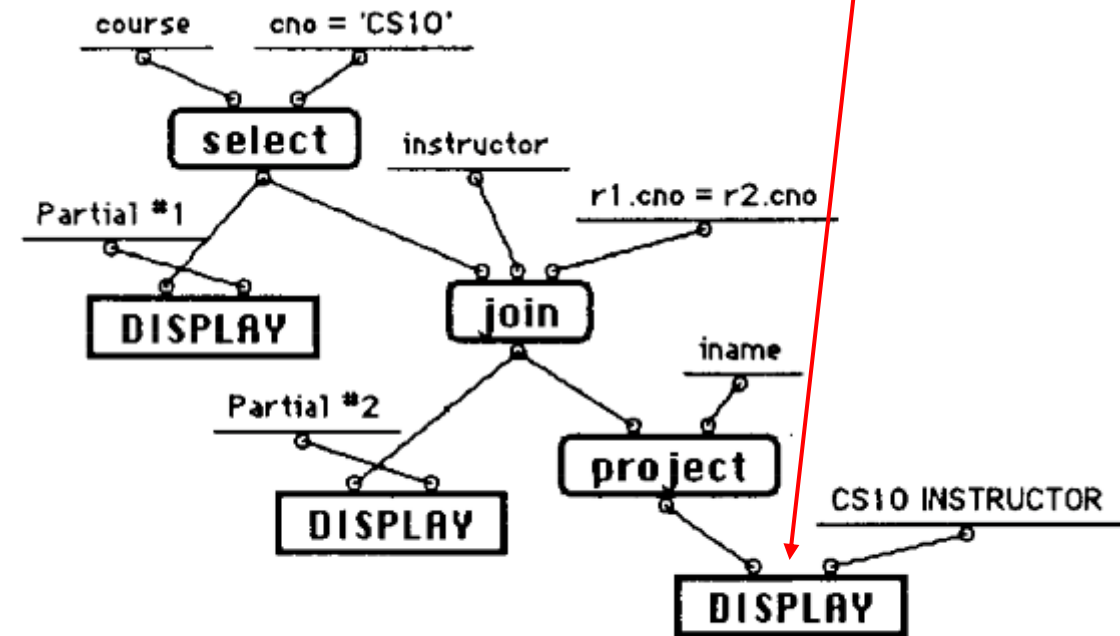 course cno = 'CS10'
select
instructor
r1.cno = r2.cno
Partial #1
join
DISPLAY
iname
Partial #2
project
CS10 INSTRUCTOR
DISPLAY
DISPLAY